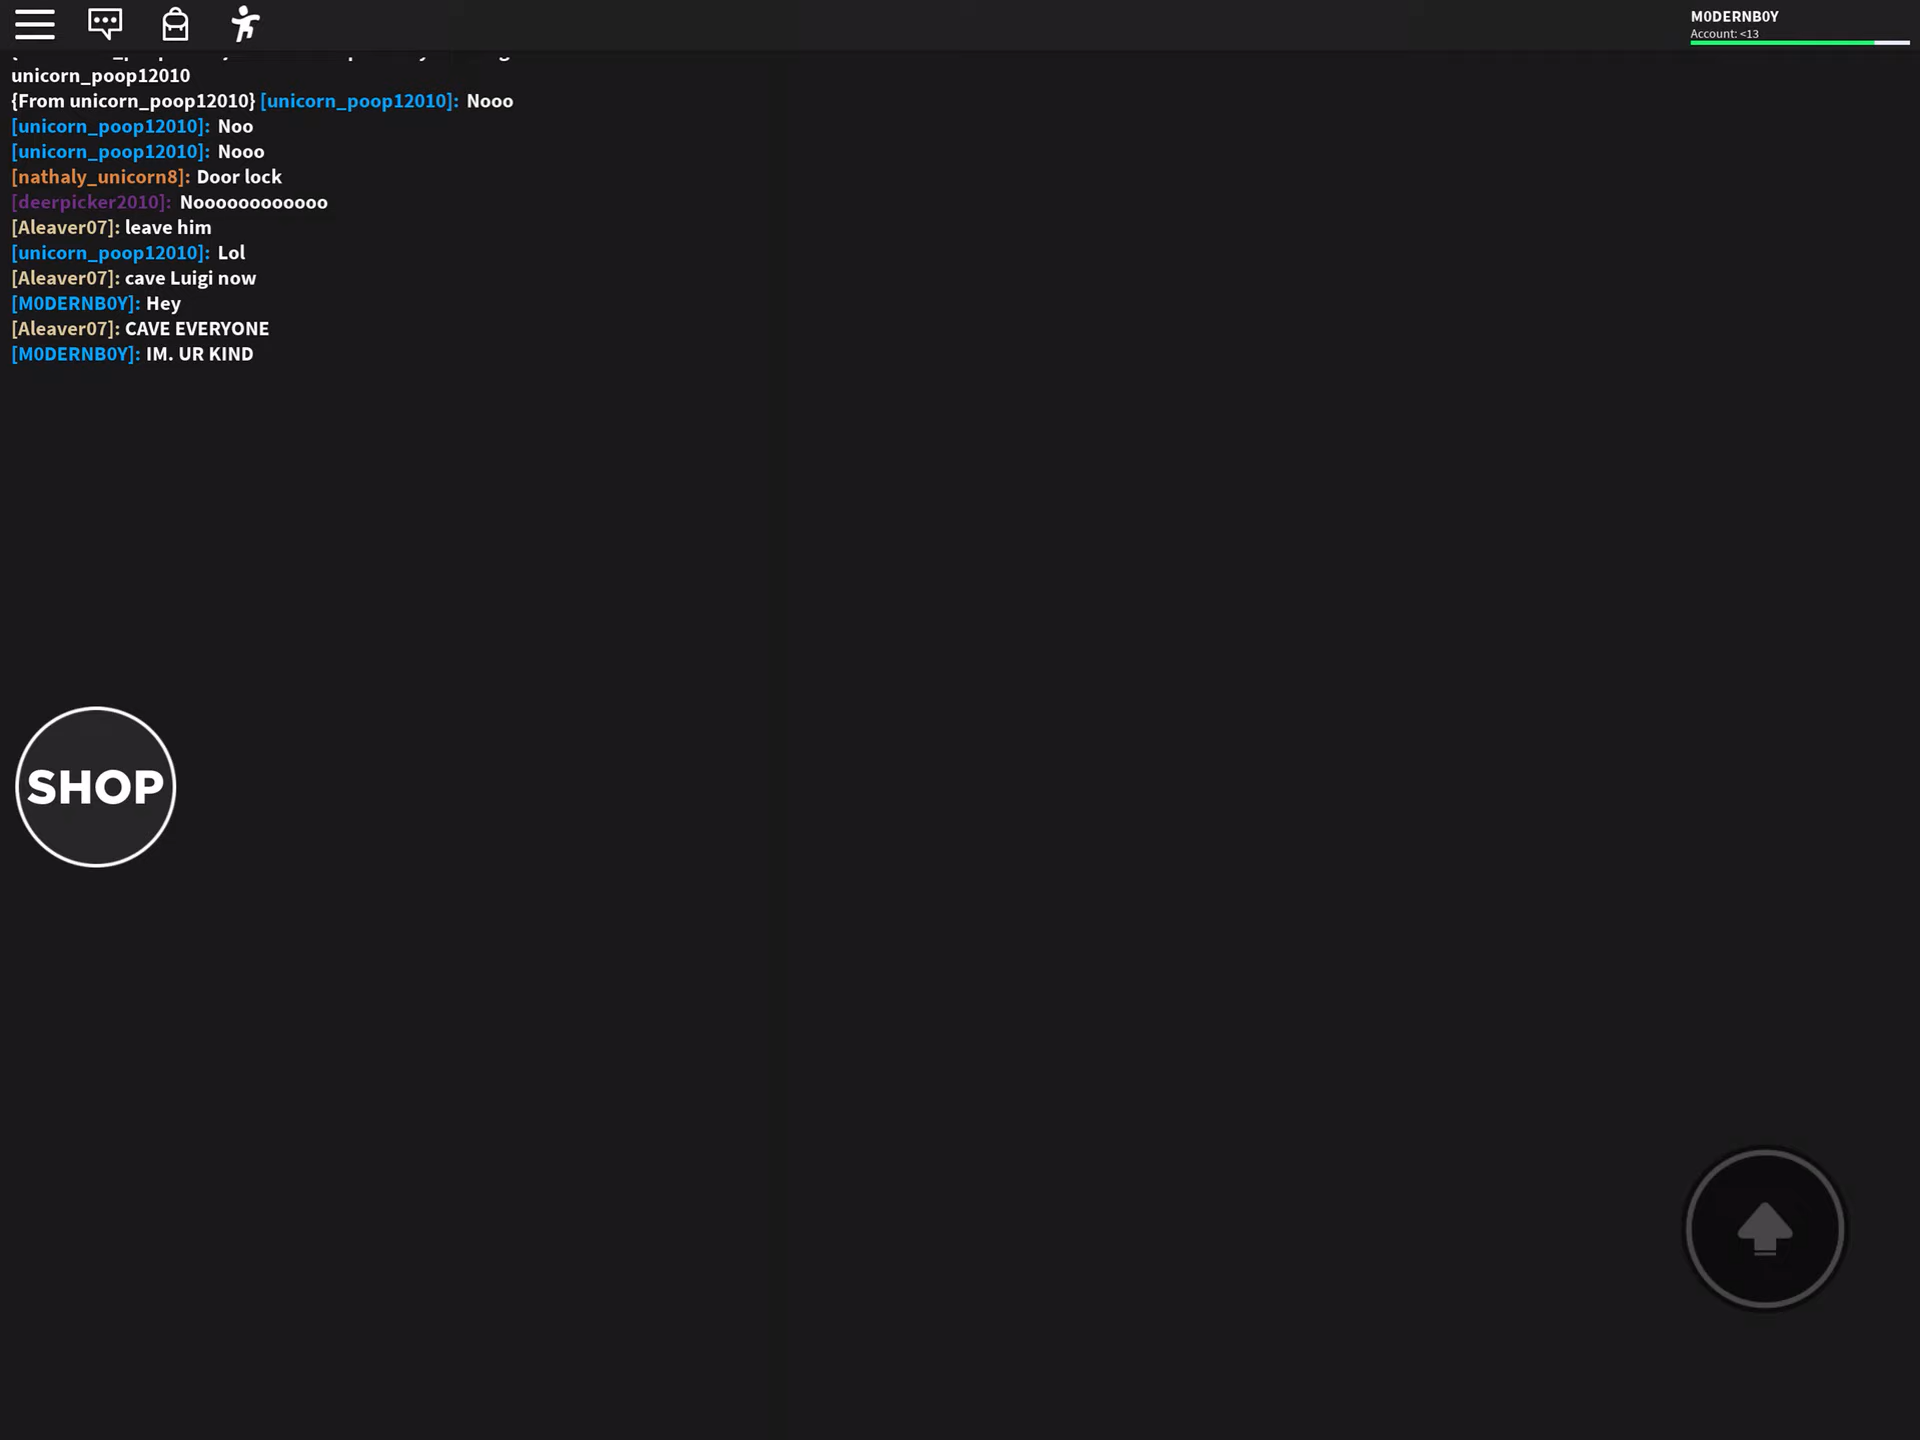 M0DERNB0Y
Account: <13
unicorn_poop12010
{From unicorn_poop12010} [unicorn_poop12010]: Nooo
[unicorn_poop12010]: Noo
[unicorn_poop12010]: Nooo
[nathaly_unicorn8]: Door lock
[deerpicker2010]: Noooooooooooo
[Aleaver07]: leave him
[unicorn_poop12010]: Lol
[Aleaver07]: cave Luigi now
[M0DERNB0Y]: Hey
[Aleaver07]: CAVE EVERYONE
[M0DERNB0Y]: IM. UR KIND
SHOP